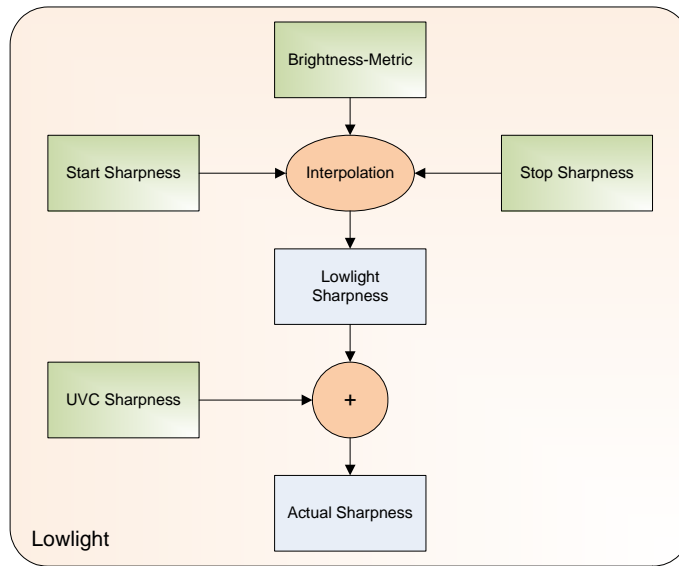 Brightness-Metric
Start Sharpness
Interpolation
Stop Sharpness
Lowlight
Sharpness
UVC Sharpness
+
Actual Sharpness
Lowlight